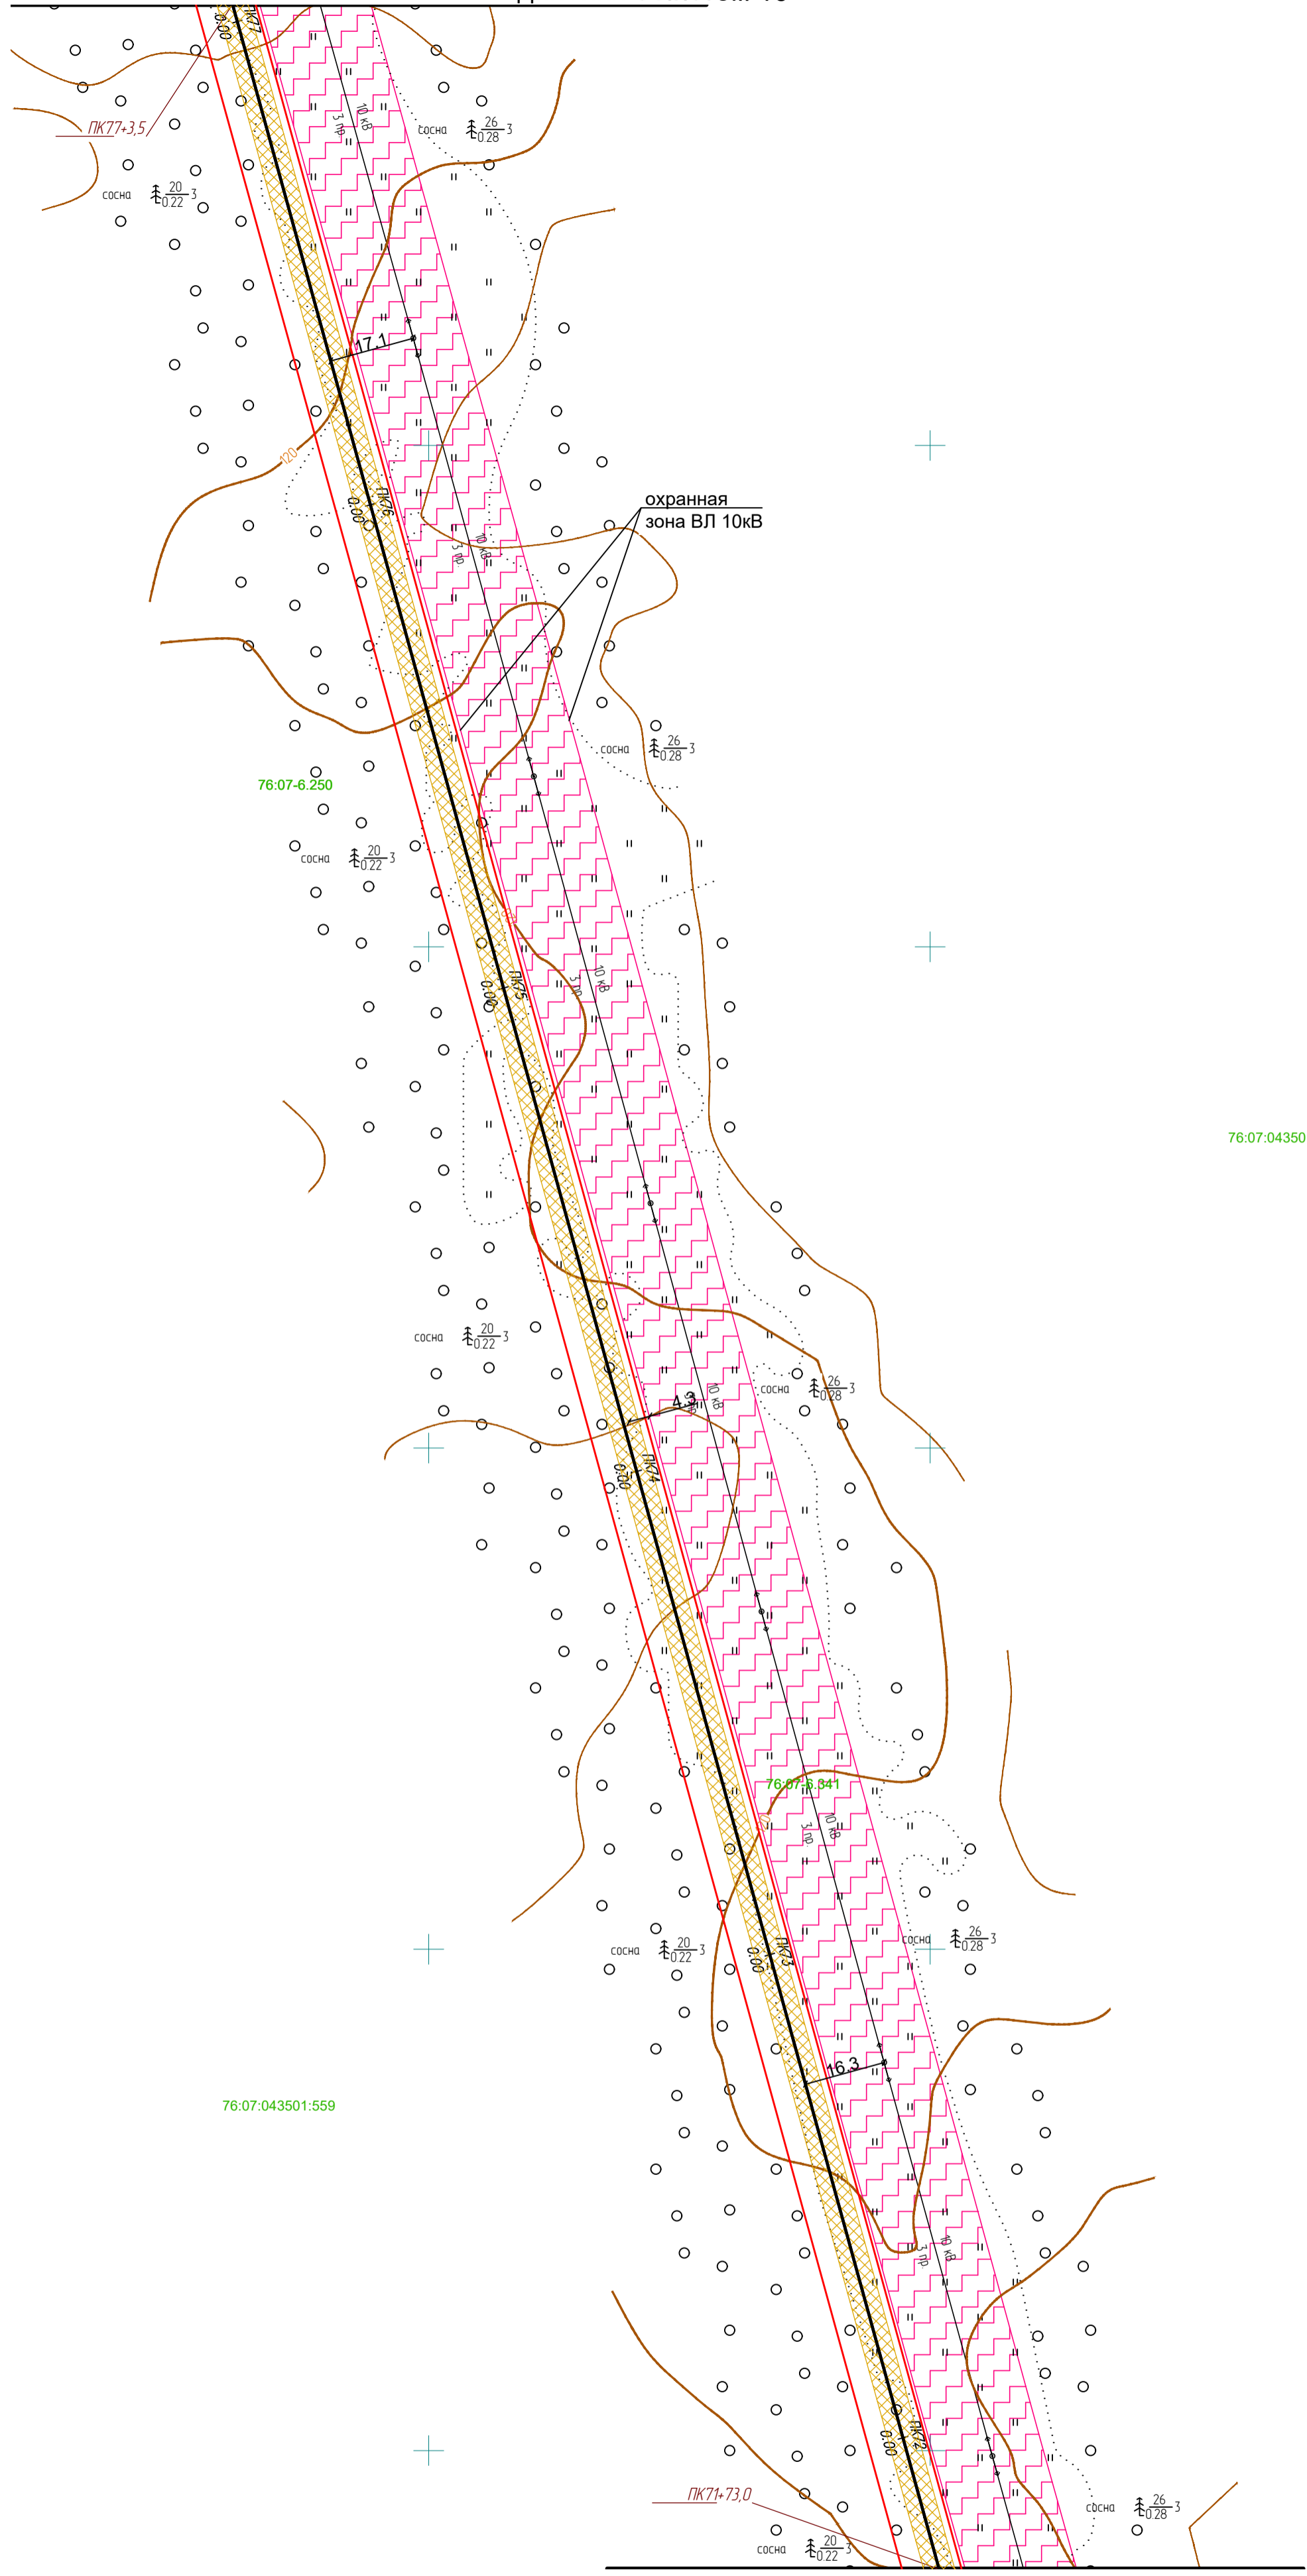 ПК77
0.00
ПК77+3,5
3 пр.
10 кВ
сосна 26 0.28 3
сосна 20 0.22 3
17,1
120
охранная
зона ВЛ 10кВ
ПК76
0.00
3 пр.
10 кВ
сосна 26 0.28 3
76:07-6.250
сосна 20 0.22 3
ПК75
0.00
3 пр.
10 кВ
76:07:04350
сосна 20 0.22 3
сосна 26 0.28 3
10 кВ
4,3
ПК74
0.00
76:07-6.341
3 пр.
10 кВ
сосна 26 0.28 3
сосна 20 0.22 3
ПК73
0.00
16,3
76:07:043501:559
3 пр.
10 кВ
ПК72
0.00
ПК71+73,0
сосна 26 0.28 3
сосна 20 0.22 3